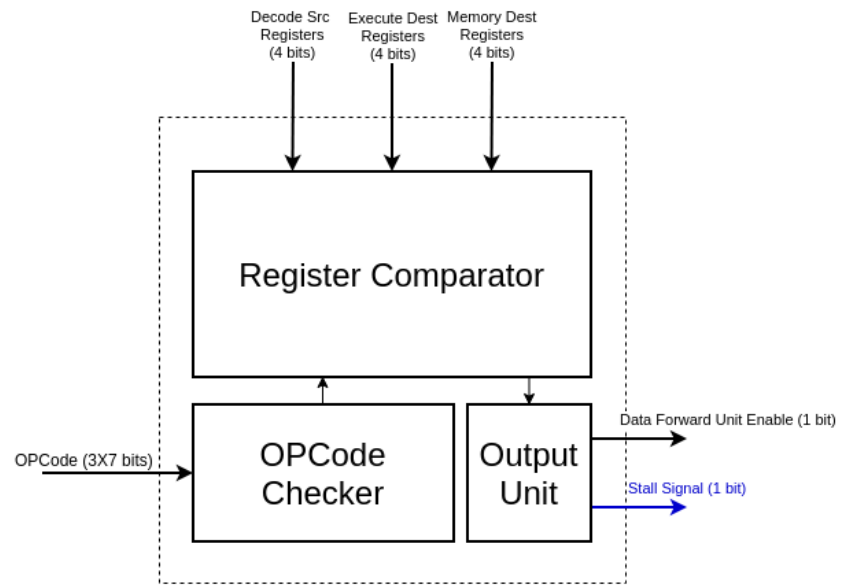 Decode Src
Registers
(4 bits)
Execute Dest
Registers
(4 bits)
Memory Dest
Registers
(4 bits)
Register Comparator
OPCode (3X7 bits)
OPCode
Checker
Output
Unit
Data Forward Unit Enable (1 bit)
Stall Signal (1 bit)